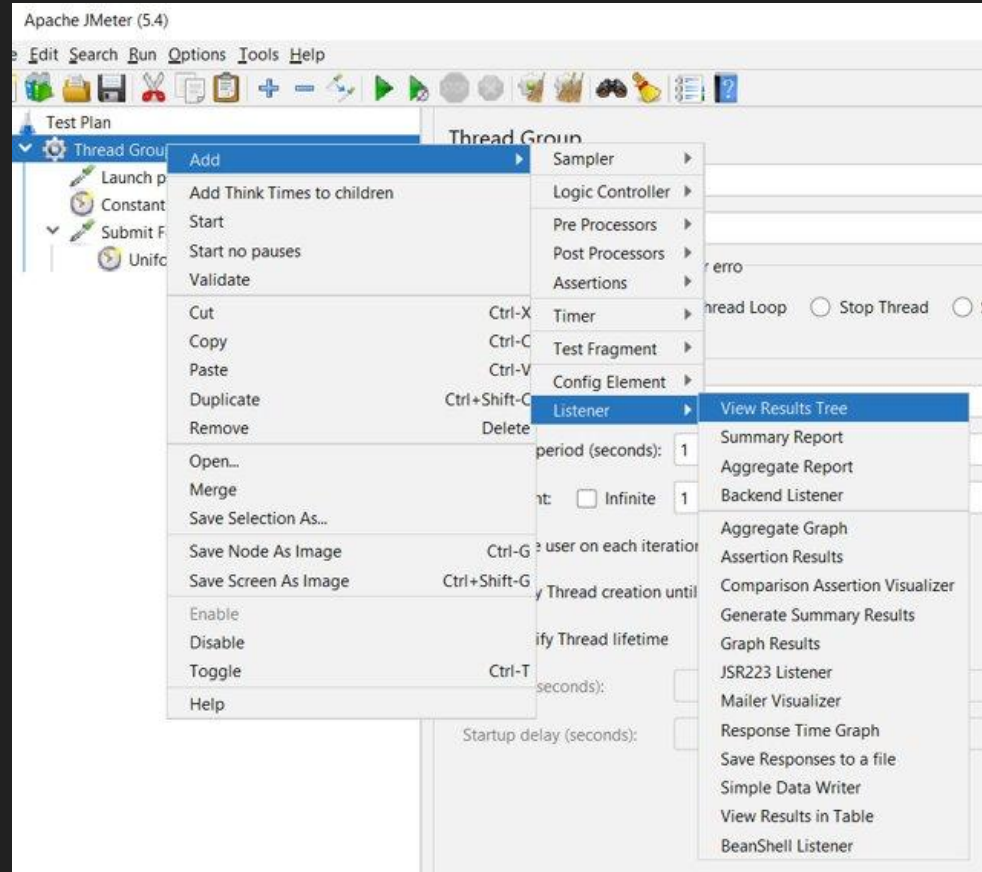 Apache JMeter (5.4)
Edit Search Run Options Tools Help
Test Plan
Thread Group
Launch
Constant
Submit
Thread Group
Add
Add Think Times to children
Start
Start no pauses
Validate
Cut Ctrl-X
Copy Ctrl-C
Paste Ctrl-V
Duplicate Ctrl+Shift-C
Remove Delete
Open...
Merge
Save Selection As...
Save Node As Image Ctrl-G
Save Screen As Image Ctrl+Shift-G
Enable
Disable
Toggle Ctrl-T
Help
Sampler
Logic Controller
Pre Processors
Post Processors
Assertions
Timer
Test Fragment
Config Element
Listener
View Results Tree
Summary Report
Aggregate Report
Backend Listener
Aggregate Graph
Assertion Results
Comparison Assertion Visualizer
Generate Summary Results
Graph Results
JSR223 Listener
Mailer Visualizer
Response Time Graph
Save Responses to a file
Simple Data Writer
View Results in Table
BeanShell Listener
erro
Thread Loop Stop Thread
period (seconds): 1
Infinite 1
user on each iteration
Thread creation until
Thread lifetime
seconds):
Startup delay (seconds):